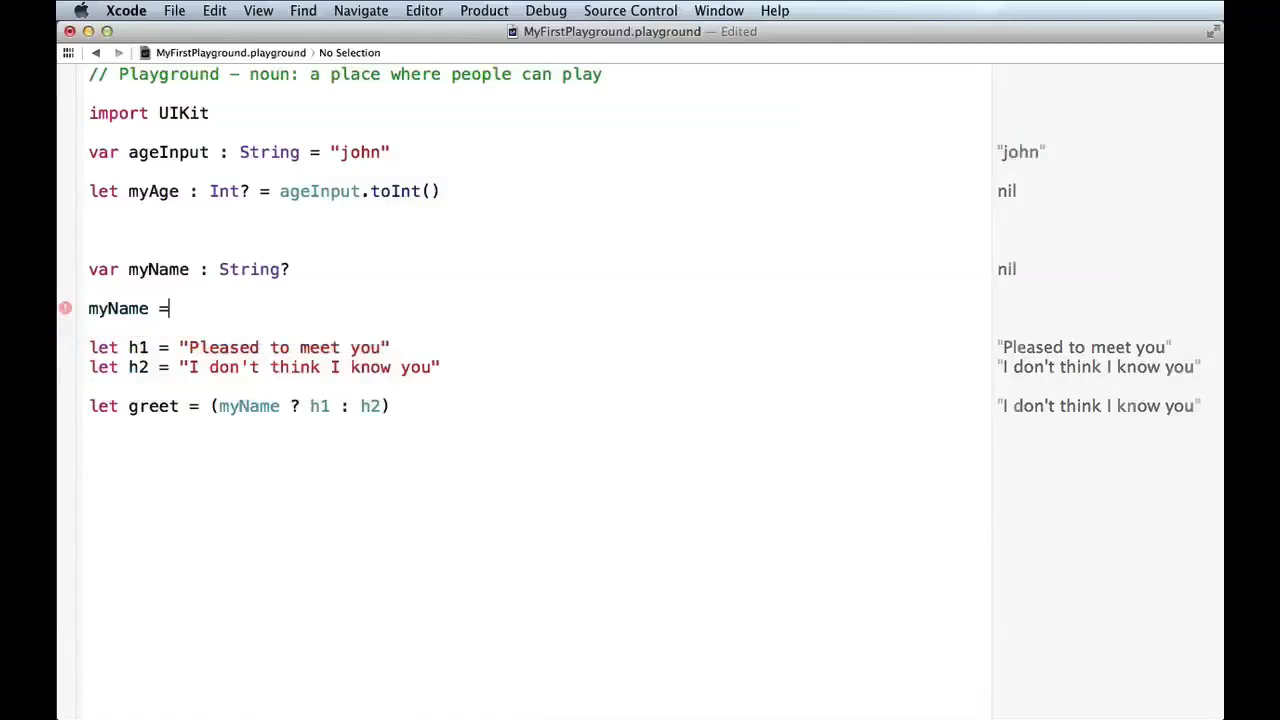 Xcode File Edit View Find Navigate Editor Product Debug Source Control Window Help
MyFirstPlayground.playground — Edited
MyFirstPlayground.playground No Selection
// Playground - noun: a place where people can play
import UIKit
var ageInput : String = "john" "john"
let myAge : Int? = ageInput.toInt() nil
var myName : String? nil
myName =
let h1 = "Pleased to meet you" "Pleased to meet you"
let h2 = "I don't think I know you" "I don't think I know you"
let greet = (myName ? h1 : h2) "I don't think I know you"